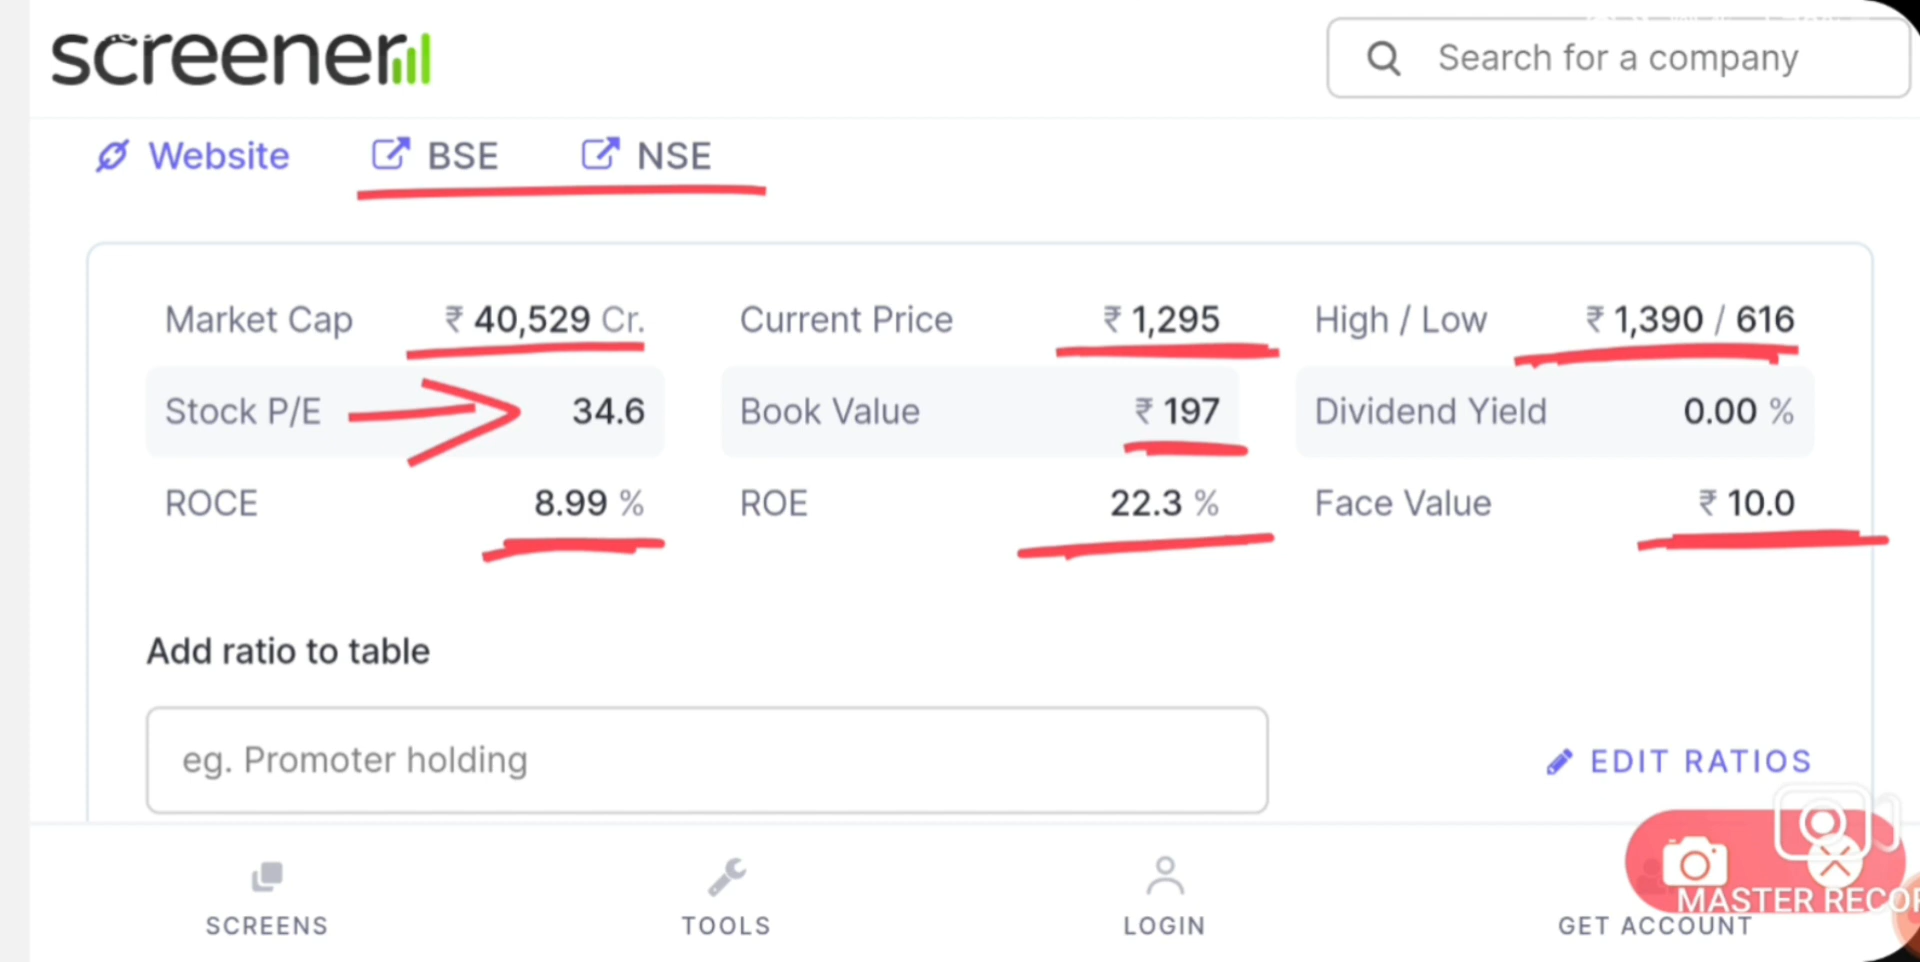 screener
Search for a company
Website BSE NSE
Market Cap ₹ 40,529 Cr. Current Price ₹ 1,295 High / Low ₹ 1,390 / 616
Stock P/E 34.6 Book Value ₹ 197 Dividend Yield 0.00 %
ROCE 8.99 % ROE 22.3 % Face Value ₹ 10.0
Add ratio to table
eg. Promoter holding
EDIT RATIOS
MASTER
SCREENS TOOLS LOGIN GET ACCOUNT